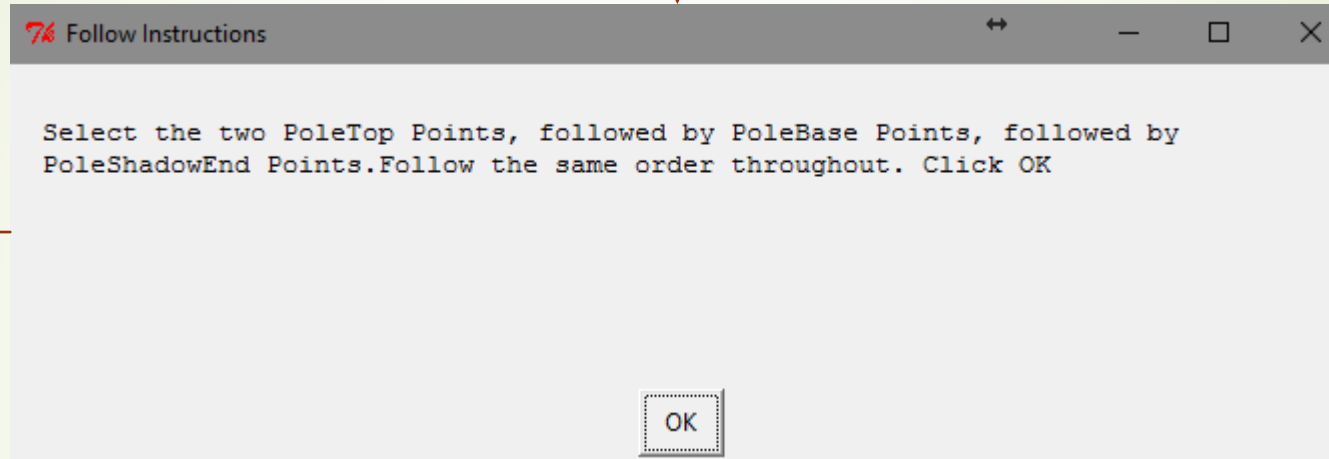 Follow Instructions
Select the two PoleTop Points, followed by PoleBase Points, followed by
PoleShadowEnd Points.Follow the same order throughout. Click OK
OK